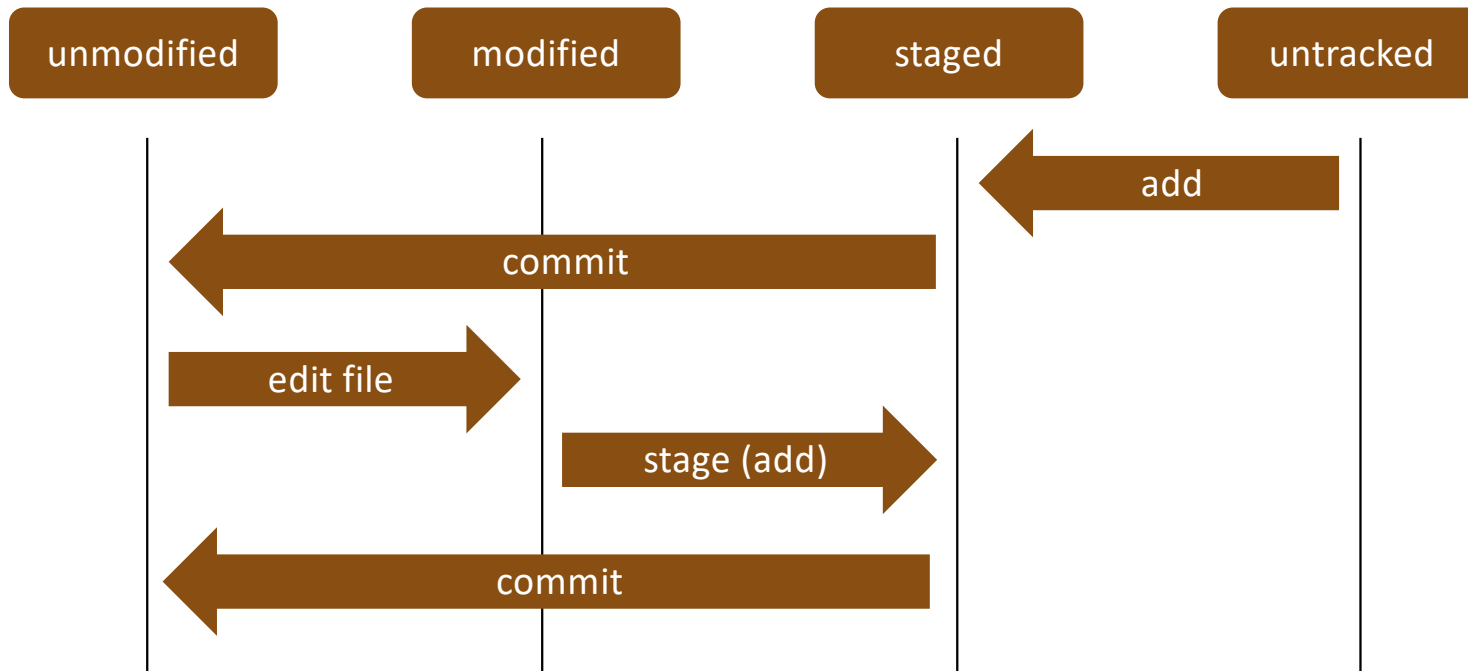 unmodified
modified
staged
untracked
add
commit
edit file
stage (add)
commit